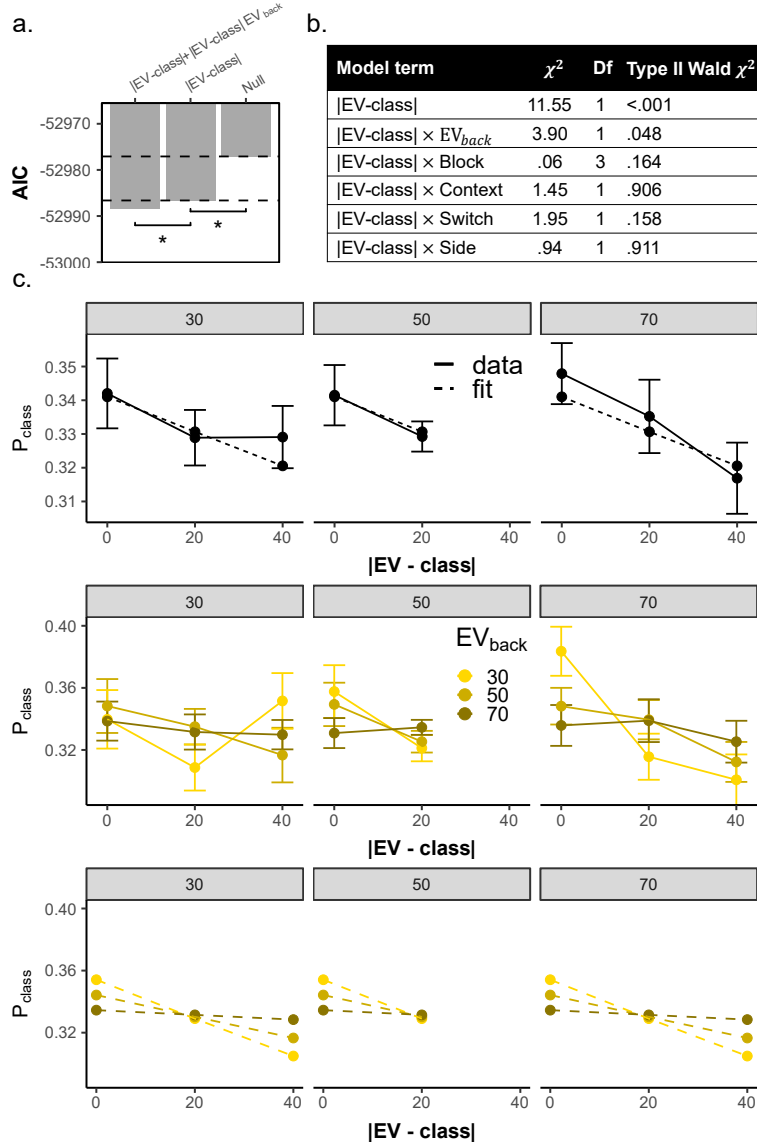 a.
|EV-class|+|EV-class| EVback
|EV-class|
Null
-52970
-52980
-52990
-53000
AIC
*
*
b.
Model term χ² Df Type II Wald χ²
|EV-class| 11.55 1 <.001
|EV-class| × EVback 3.90 1 .048
|EV-class| × Block .06 3 .164
|EV-class| × Context 1.45 1 .906
|EV-class| × Switch 1.95 1 .158
|EV-class| × Side .94 1 .911
c.
30 50 70
0.35
0.34
0.33
0.31
Pclass
data
fit
0 20 40 0 20 40 0 20 40
|EV - class|
30 50 70
0.40
0.36
0.32
Pclass
EVback
30
50
70
0 20 40 0 20 40 0 20 40
|EV - class|
30 50 70
0.40
0.36
0.32
Pclass
0 20 40 0 20 40 0 20 40
|EV - class|